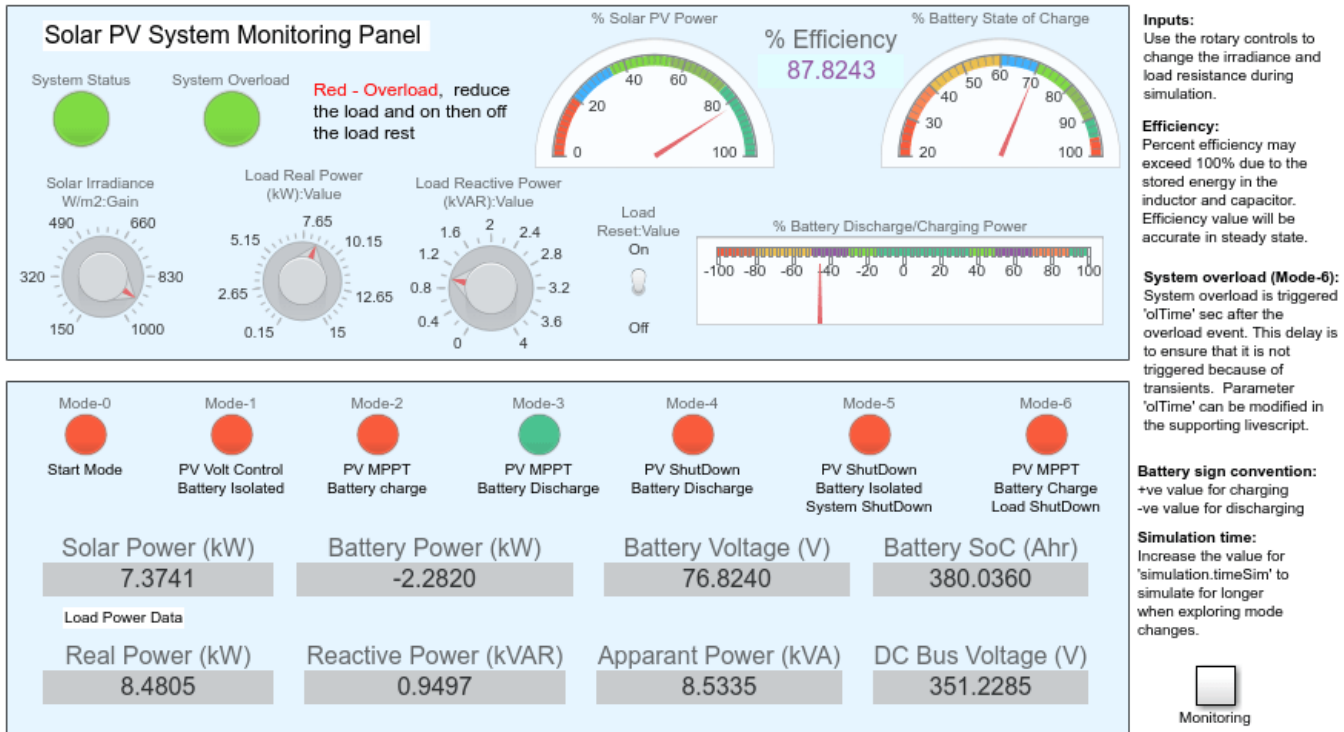 Solar PV System Monitoring Panel
System Status
System Overload
Red - Overload, reduce
the load and on then off
the load rest
% Solar PV Power
0
20
40
60
80
100
% Efficiency
87.8243
% Battery State of Charge
20
30
40
50
60
70
80
90
100
Solar Irradiance
W/m2:Gain
150
320
490
660
830
1000
Load Real Power
(kW):Value
0.15
2.65
5.15
7.65
10.15
12.65
15
Load Reactive Power
(kVAR):Value
0
0.4
0.8
1.2
1.6
2
2.4
2.8
3.2
3.6
4
Load
Reset:Value
On
Off
% Battery Discharge/Charging Power
-100 -80 -60 -40 -20 0 20 40 60 80 100
Mode-0
Start Mode
Mode-1
PV Volt Control
Battery Isolated
Mode-2
PV MPPT
Battery charge
Mode-3
PV MPPT
Battery Discharge
Mode-4
PV ShutDown
Battery Discharge
Mode-5
PV ShutDown
Battery Isolated
System ShutDown
Mode-6
PV MPPT
Battery Charge
Load ShutDown
Solar Power (kW)
7.3741
Battery Power (kW)
-2.2820
Battery Voltage (V)
76.8240
Battery SoC (Ahr)
380.0360
Load Power Data
Real Power (kW)
8.4805
Reactive Power (kVAR)
0.9497
Apparant Power (kVA)
8.5335
DC Bus Voltage (V)
351.2285
Inputs:
Use the rotary controls to
change the irradiance and
load resistance during
simulation.
Efficiency:
Percent efficiency may
exceed 100% due to the
stored energy in the
inductor and capacitor.
Efficiency value will be
accurate in steady state.
System overload (Mode-6):
System overload is triggered
'olTime' sec after the
overload event. This delay is
to ensure that it is not
triggered because of
transients. Parameter
'olTime' can be modified in
the supporting livescript.
Battery sign convention:
+ve value for charging
-ve value for discharging
Simulation time:
Increase the value for
'simulation.timeSim' to
simulate for longer
when exploring mode
changes.
Monitoring